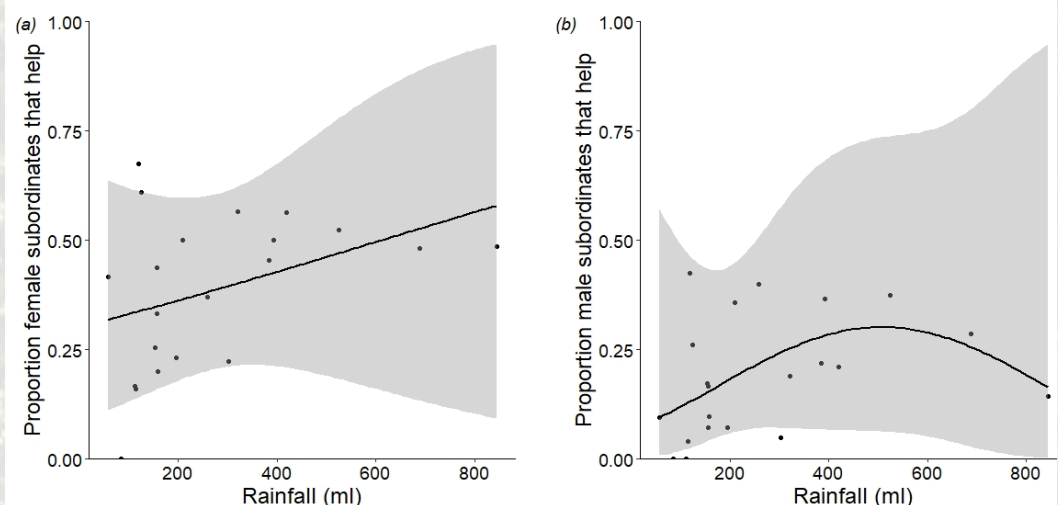 (a)
1.00
0.75
0.50
0.25
0.00
Proportion female subordinates that help
200 400 600 800
Rainfall (ml)
(b)
1.00
0.75
0.50
0.25
0.00
Proportion male subordinates that help
200 400 600 800
Rainfall (ml)